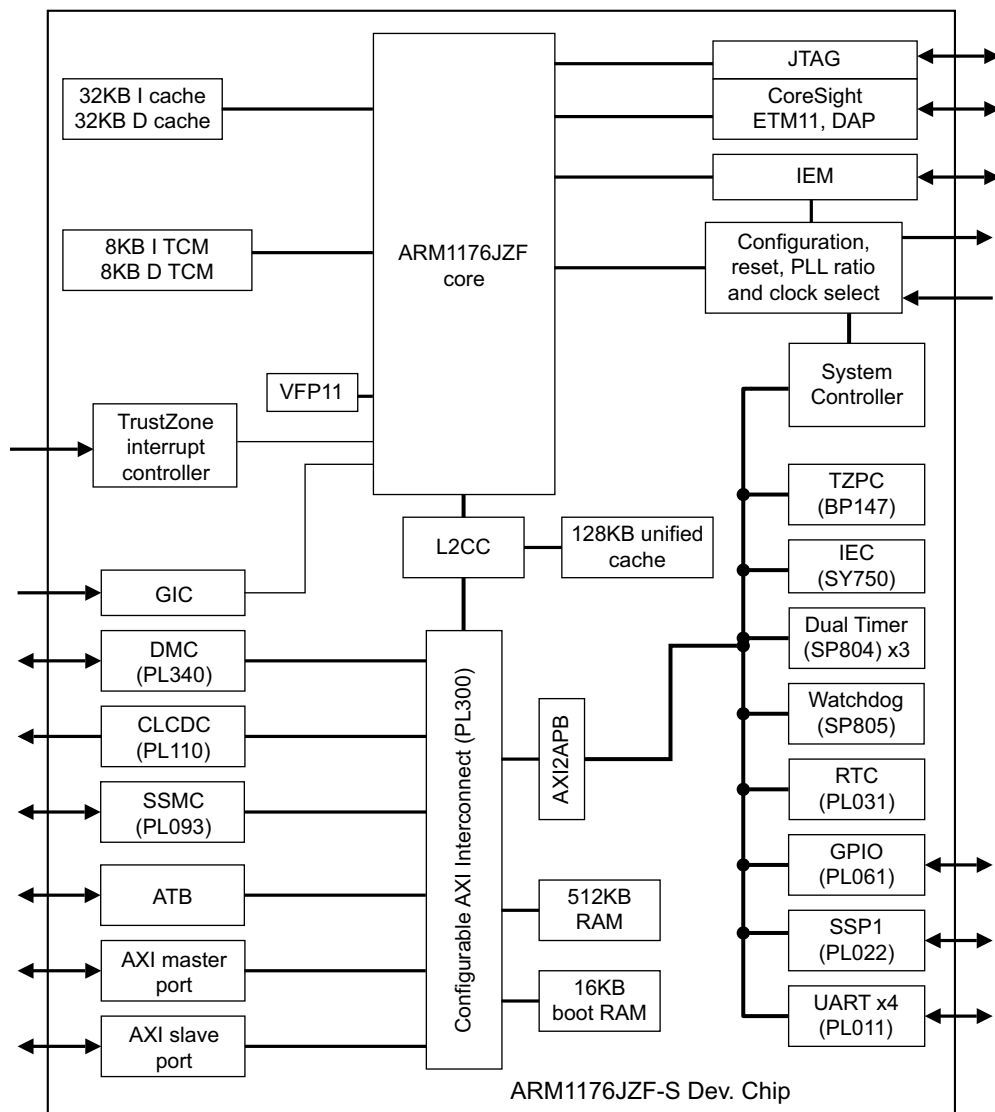 32KB I cache
32KB D cache
8KB I TCM
8KB D TCM
ARM1176JZF
core
JTAG
CoreSight
ETM11, DAP
IEM
Configuration,
reset, PLL ratio
and clock select
System
Controller
VFP11
TrustZone
interrupt
controller
L2CC
128KB unified
cache
GIC
DMC
(PL340)
CLCDC
(PL110)
SSMC
(PL093)
ATB
AXI master
port
AXI slave
port
Configurable AXI Interconnect (PL300)
AXI2APB
512KB
RAM
16KB
boot RAM
TZPC
(BP147)
IEC
(SY750)
Dual Timer
(SP804) x3
Watchdog
(SP805)
RTC
(PL031)
GPIO
(PL061)
SSP1
(PL022)
UART x4
(PL011)
ARM1176JZF-S Dev. Chip